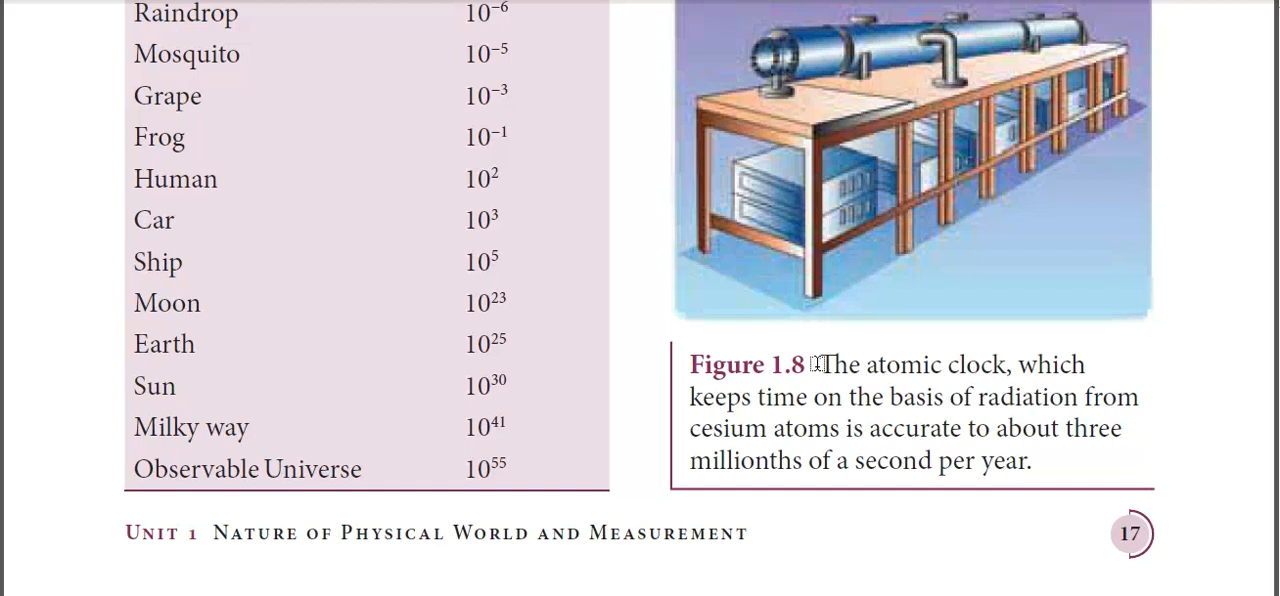 Raindrop 10⁻⁶
Mosquito 10⁻⁵
Grape 10⁻³
Frog 10⁻¹
Human 10²
Car 10³
Ship 10⁵
Moon 10²³
Earth 10²⁵
Sun 10³⁰
Milky way 10⁴¹
Observable Universe 10⁵⁵
Figure 1.8 The atomic clock, which
keeps time on the basis of radiation from
cesium atoms is accurate to about three
millionths of a second per year.
UNIT 1 NATURE OF PHYSICAL WORLD AND MEASUREMENT
17